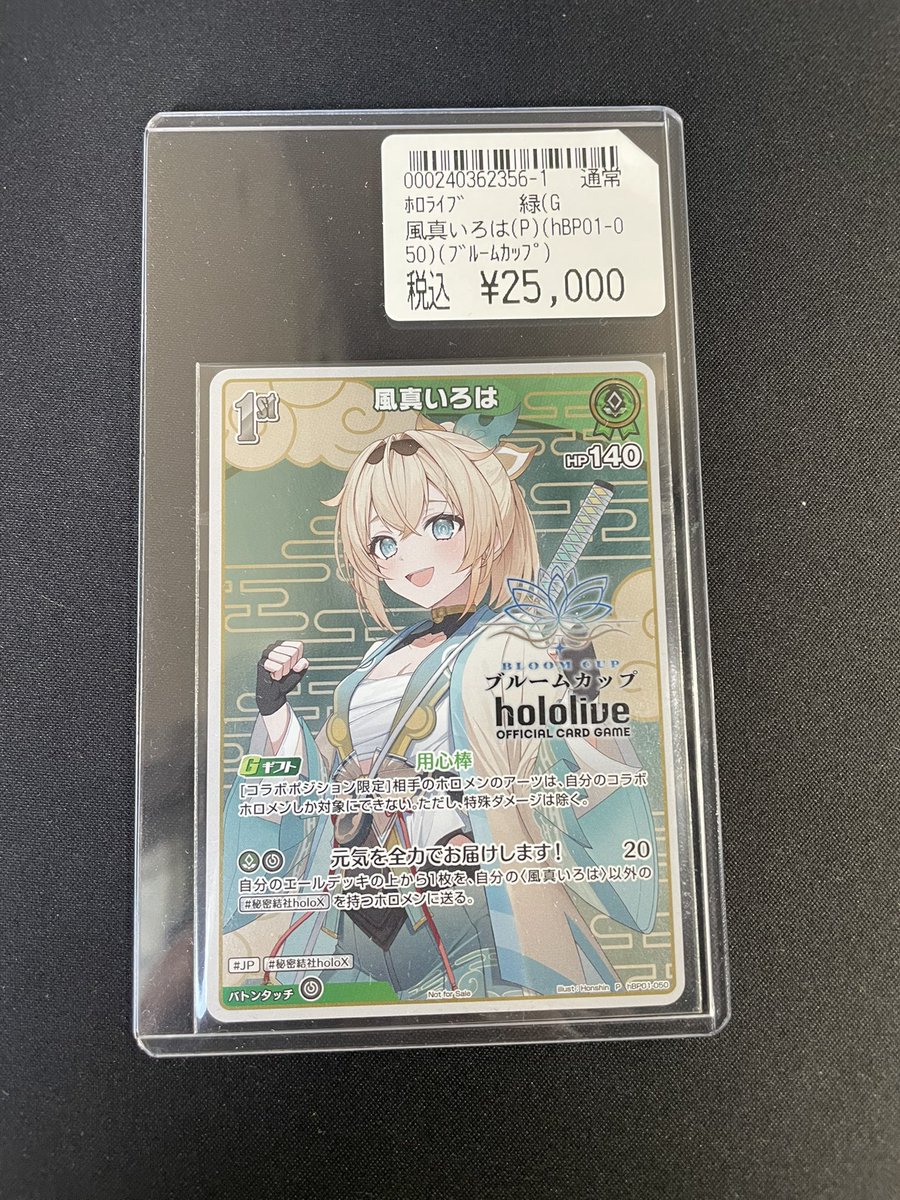 000240362356-1 通常
ﾎﾛﾗｲﾌﾞ 緑(G
風真いろは(P)(hBP01-0
50)(ﾌﾞﾙｰﾑｶｯﾌﾟ)
税込 ¥25,000
1st 風真いろは
HP140
BLOOM CUP
ブルームカップ
hololive
OFFICIAL CARD GAME
G ギフト 用心棒
[コラボポジション限定]相手のホロメンのアーツは、自分のコラボ
ホロメンしか対象にできない。ただし、特殊ダメージは除く。
元気を全力でお届けします! 20
自分のエールデッキの上から1枚を、自分の〈風真いろは〉以外の
#秘密結社holoX を持つホロメンに送る。
#JP #秘密結社holoX
バトンタッチ Not for Sale illust: Honshin P hBP01-050